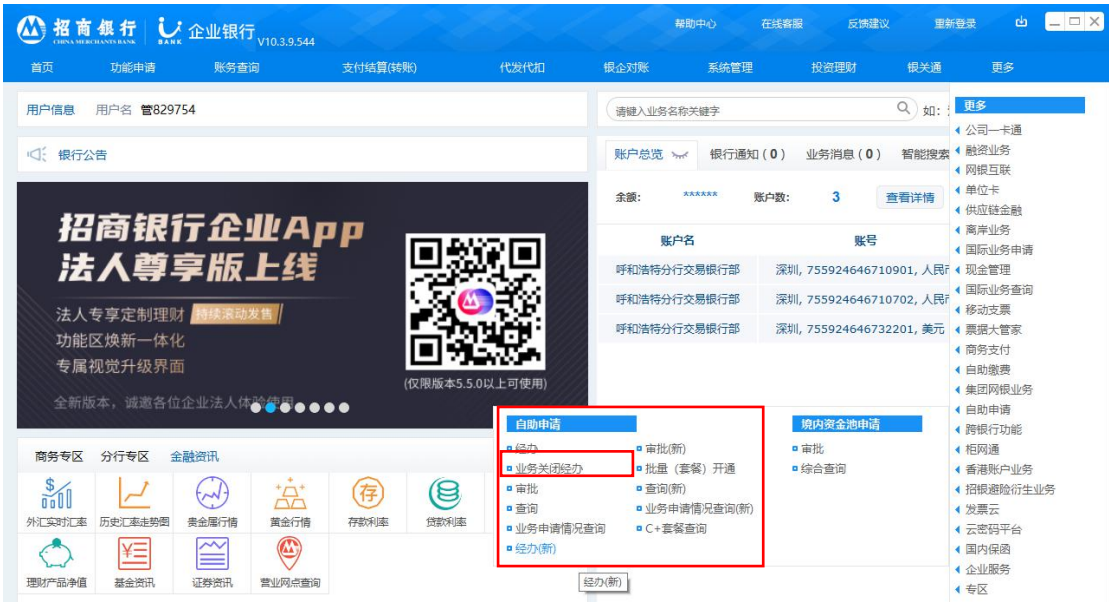 招商银行 CHINA MERCHANTS BANK U BANK 企业银行 V10.3.9.544
帮助中心 在线客服 反馈建议 重新登录
首页 功能申请 账务查询 支付结算(转账) 代发代扣 银企对账 系统管理 投资理财 银关通 更多
用户信息 用户名 管829754
银行公告
招商银行企业App
法人尊享版上线
法人专享定制理财 持续滚动发售
功能区焕新一体化
专属视觉升级界面
(仅限版本5.5.0以上可使用)
全新版本，诚邀各位企业法人体验使用
请键入业务名称关键字 如：
账户总览 银行通知（0） 业务消息（0） 智能搜索
余额： ****** 账户数： 3 查看详情
账户名 账号
呼和浩特分行交易银行部 深圳, 755924646710901, 人民
呼和浩特分行交易银行部 深圳, 755924646710702, 人民
呼和浩特分行交易银行部 深圳, 755924646732201, 美元
更多
公司一卡通
融资业务
网银互联
单位卡
供应链金融
离岸业务
国际业务申请
现金管理
国际业务查询
移动支票
票据大管家
商务支付
自助缴费
集团网银业务
自助申请
跨银行功能
柜网通
香港账户业务
招银避险衍生业务
发票云
云密码平台
国内保函
企业服务
专区
自助申请
经办 审批(新)
业务关闭经办 批量（套餐）开通
审批 查询(新)
查询 业务申请情况查询(新)
业务申请情况查询 C+套餐查询
经办(新)
经办(新)
境内资金池申请
审批
综合查询
商务专区 分行专区 金融资讯
外汇实时汇率 历史汇率走势图 贵金属行情 黄金行情 存款利率 贷款利率
理财产品净值 基金资讯 证券资讯 营业网点查询